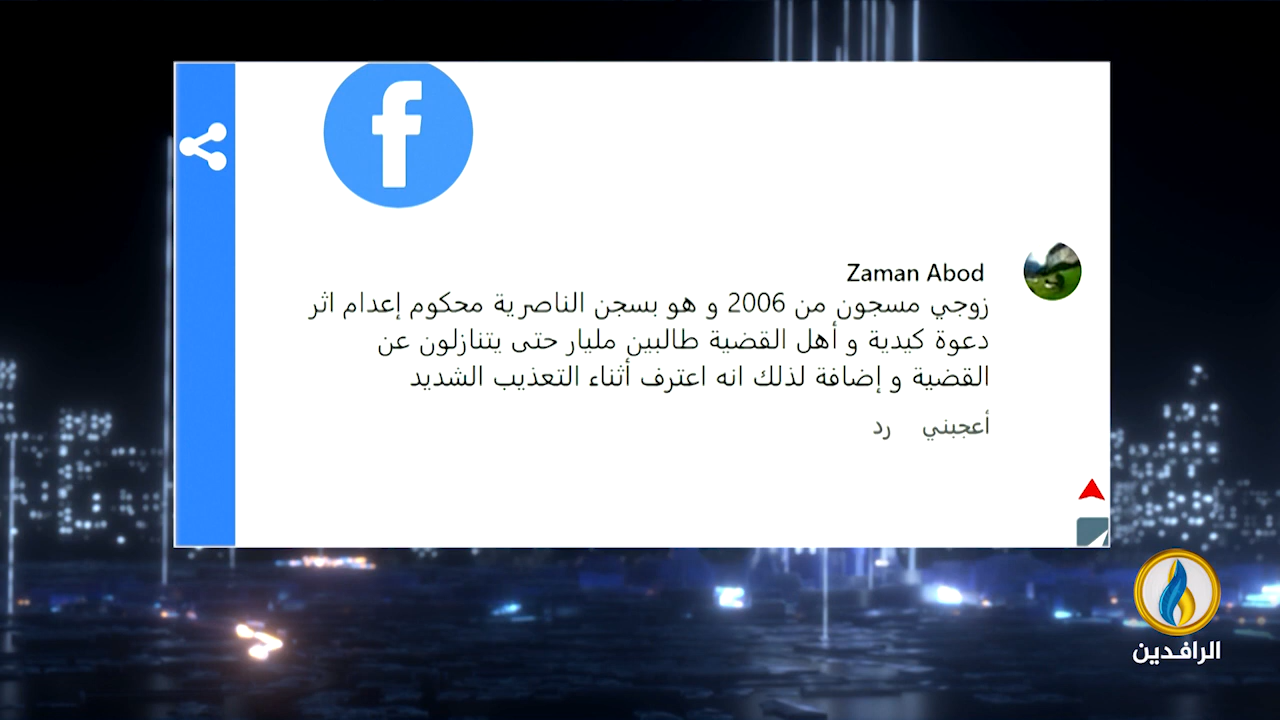 Zaman Abod
زوجي مسجون من 2006 و هو بسجن الناصرية محكوم إعدام اثر
دعوة كيدية و أهل القضية طالبين مليار حتى يتنازلون عن
القضية و إضافة لذلك انه اعترف أثناء التعذيب الشديد
أعجبني رد
الرافدين